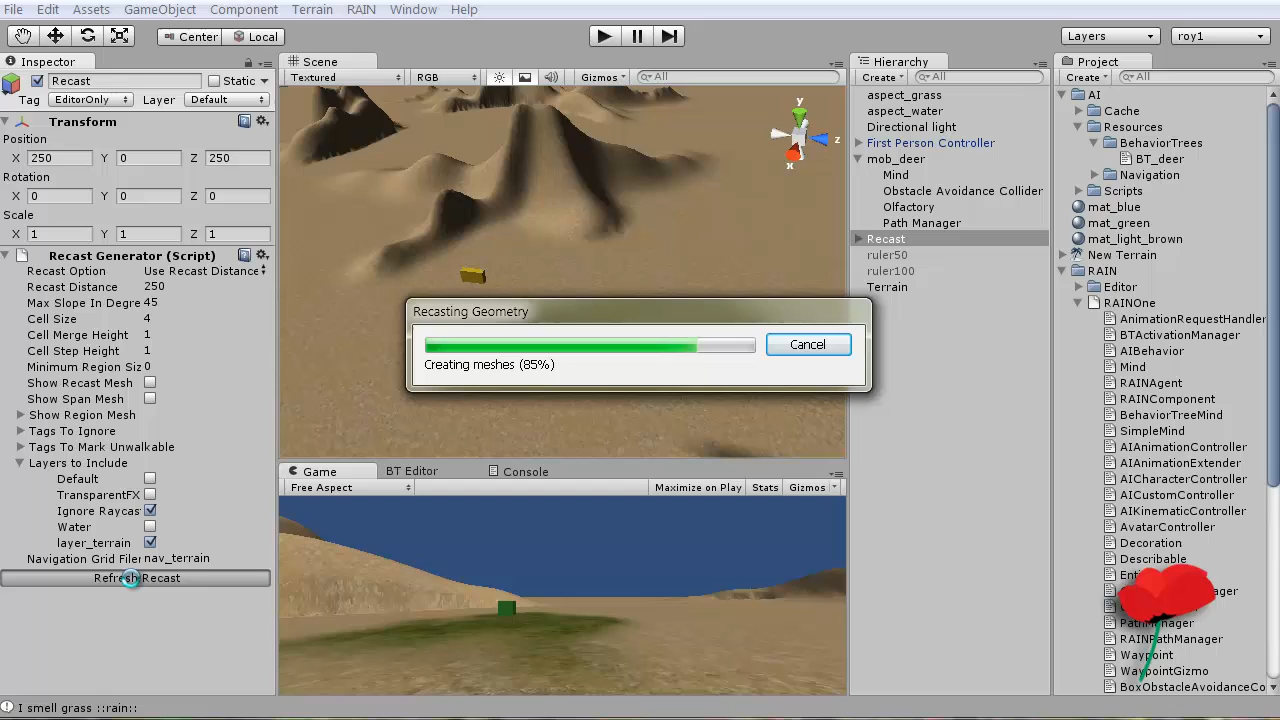 File Edit Assets GameObject Component Terrain RAIN Window Help
Center Local Layers roy1
Inspector
Recast Static
Tag EditorOnly Layer Default
Transform
Position
X 250 Y 0 Z 250
Rotation
X 0 Y 0 Z 0
Scale
X 1 Y 1 Z 1
Recast Generator (Script)
Recast Option Use Recast Distance
Recast Distance 250
Max Slope In Degre 45
Cell Size 4
Cell Merge Height 1
Cell Step Height 1
Minimum Region Siz 0
Show Recast Mesh
Show Span Mesh
Show Region Mesh
Tags To Ignore
Tags To Mark Unwalkable
Layers to Include
Default
TransparentFX
Ignore Raycas
Water
layer_terrain
Navigation Grid Filer nav_terrain
Refresh Recast
Scene
Textured RGB Gizmos All
y
z
x
Recasting Geometry
Cancel
Creating meshes (85%)
Game BT Editor Console
Free Aspect Maximize on Play Stats Gizmos
Hierarchy
Create All
aspect_grass
aspect_water
Directional light
First Person Controller
mob_deer
Mind
Obstacle Avoidance Collider
Olfactory
Path Manager
Recast
ruler50
ruler100
Terrain
Project
Create All
AI
Cache
Resources
BehaviorTrees
BT_deer
Navigation
Scripts
mat_blue
mat_green
mat_light_brown
New Terrain
RAIN
Editor
RAINOne
AnimationRequestHandler
BTActivationManager
AIBehavior
Mind
RAINAgent
RAINComponent
BehaviorTreeMind
SimpleMind
AIAnimationController
AIAnimationExtender
AICharacterController
AICustomController
AIKinematicController
AvatarController
Decoration
Describable
PathManager
RAINPathManager
Waypoint
WaypointGizmo
BoxObstacleAvoidanceCo
I smell grass ::rain::